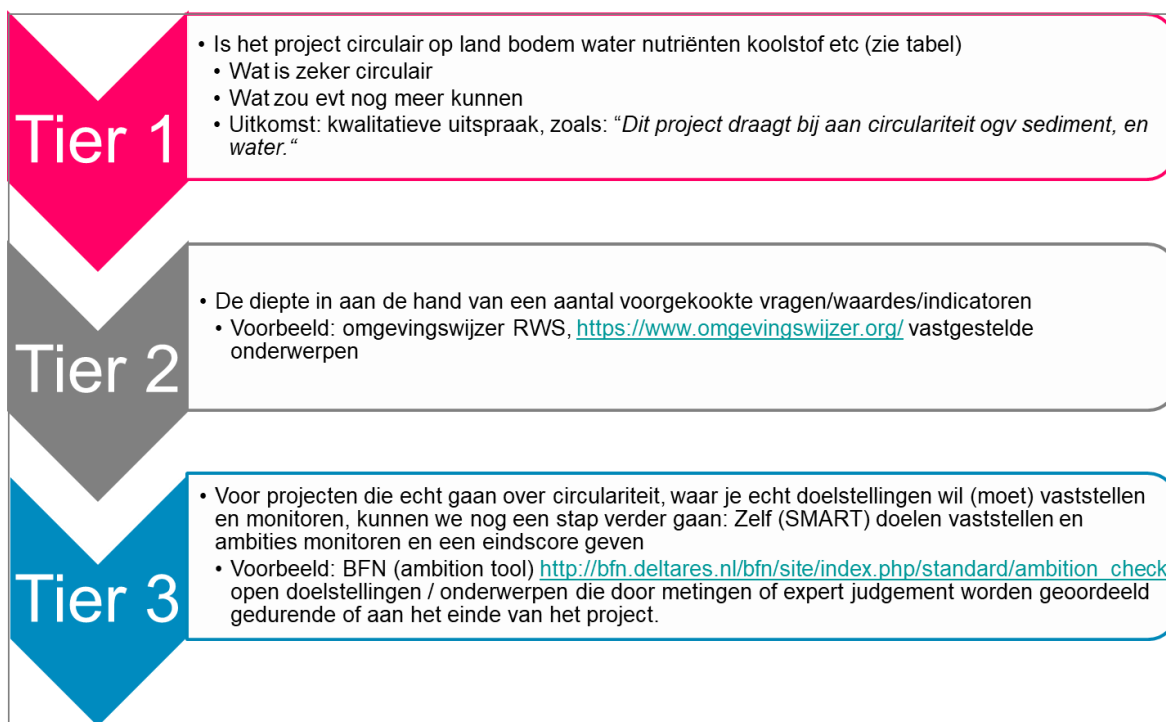 Tier 1
• Is het project circulair op land bodem water nutriënten koolstof etc (zie tabel)
• Wat is zeker circulair
• Wat zou evt nog meer kunnen
• Uitkomst: kwalitatieve uitspraak, zoals: “Dit project draagt bij aan circulariteit ogv sediment, en
water.“
Tier 2
• De diepte in aan de hand van een aantal voorgekookte vragen/waardes/indicatoren
• Voorbeeld: omgevingswijzer RWS, https://www.omgevingswijzer.org/ vastgestelde
onderwerpen
Tier 3
• Voor projecten die echt gaan over circulariteit, waar je echt doelstellingen wil (moet) vaststellen
en monitoren, kunnen we nog een stap verder gaan: Zelf (SMART) doelen vaststellen en
ambities monitoren en een eindscore geven
• Voorbeeld: BFN (ambition tool) http://bfn.deltares.nl/bfn/site/index.php/standard/ambition_check
open doelstellingen / onderwerpen die door metingen of expert judgement worden geoordeeld
gedurende of aan het einde van het project.